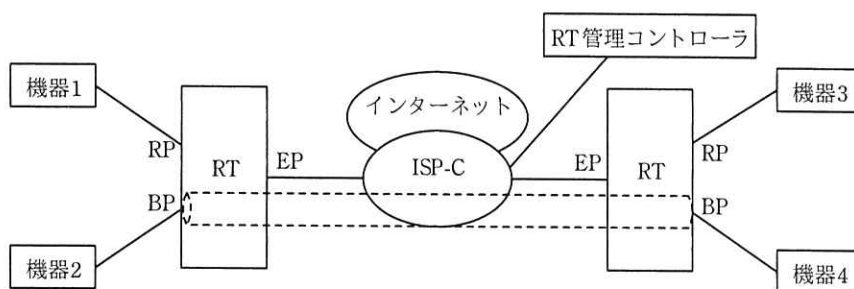 RT管理コントローラ
機器1
インターネット
機器3
RP
RT
EP
ISP-C
EP
RT
RP
BP
BP
機器2
機器4